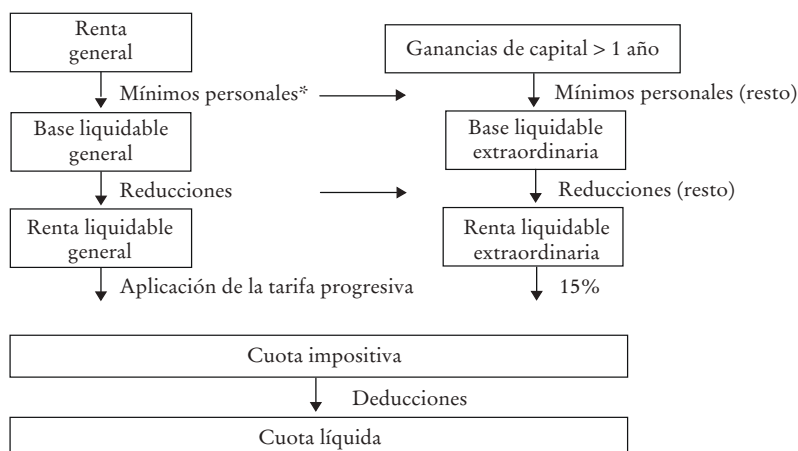 Renta
general
Ganancias de capital > 1 año
Mínimos personales*
Mínimos personales (resto)
Base liquidable
general
Base liquidable
extraordinaria
Reducciones
Reducciones (resto)
Renta liquidable
general
Renta liquidable
extraordinaria
Aplicación de la tarifa progresiva
15%
Cuota impositiva
Deducciones
Cuota líquida